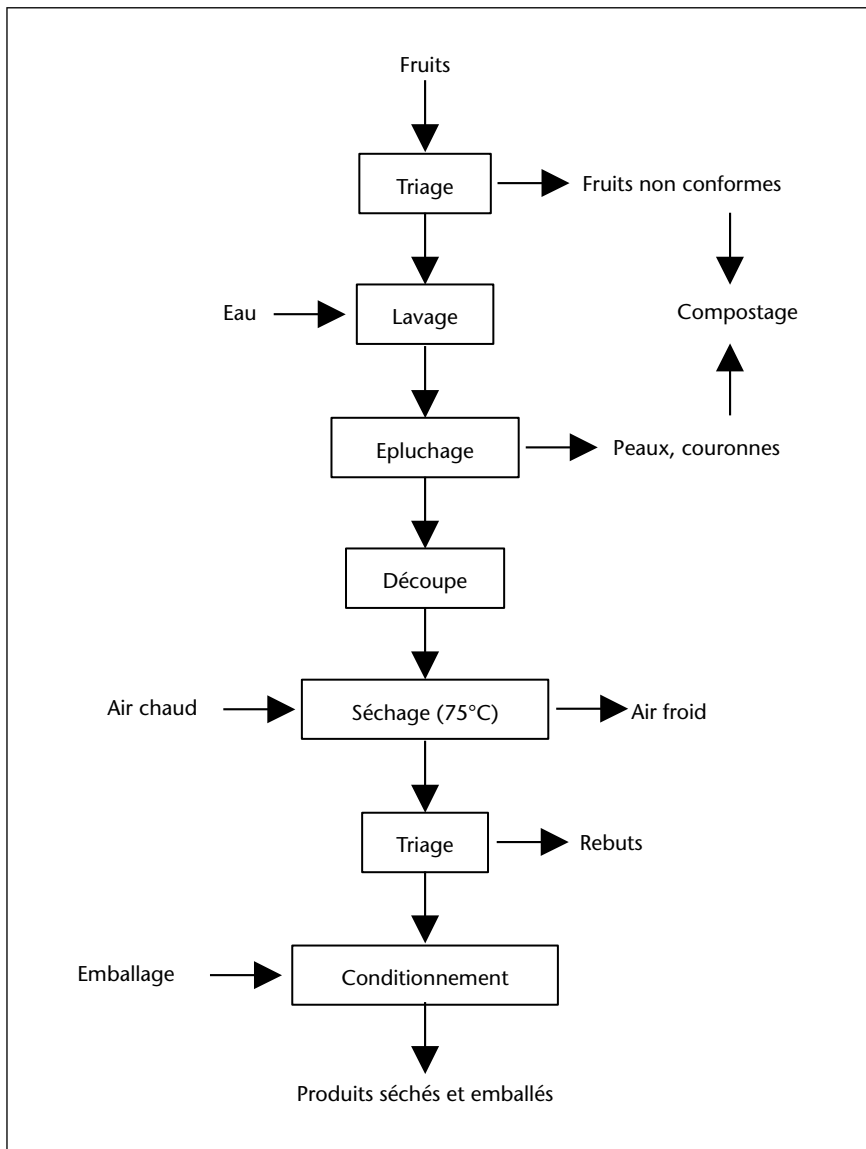 Fruits
Triage
Fruits non conformes
Eau
Lavage
Compostage
Epluchage
Peaux, couronnes
Découpe
Air chaud
Séchage (75°C)
Air froid
Triage
Rebuts
Emballage
Conditionnement
Produits séchés et emballés